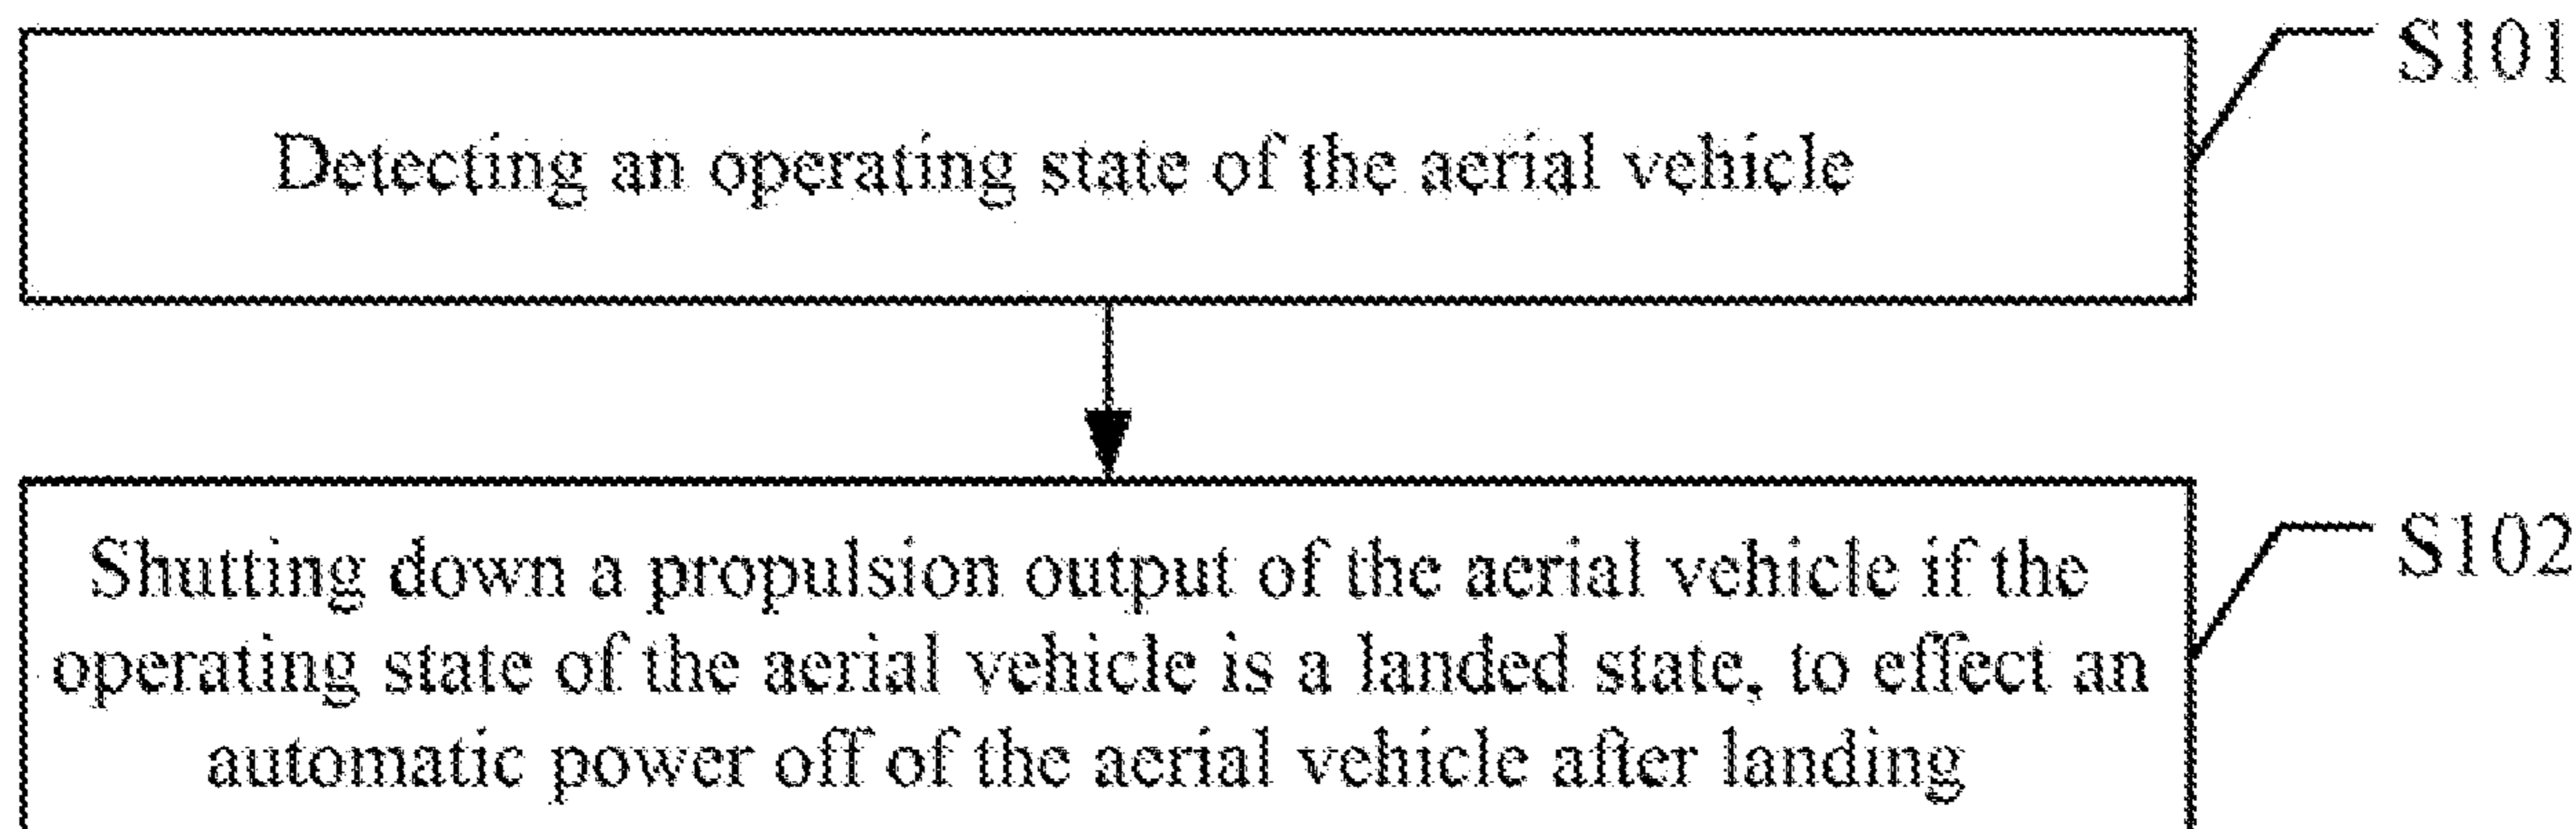 S101
Detecting an operating state of the aerial vehicle
S102
Shutting down a propulsion output of the aerial vehicle if the
operating state of the aerial vehicle is a landed state, to effect an
automatic power off of the aerial vehicle after landing